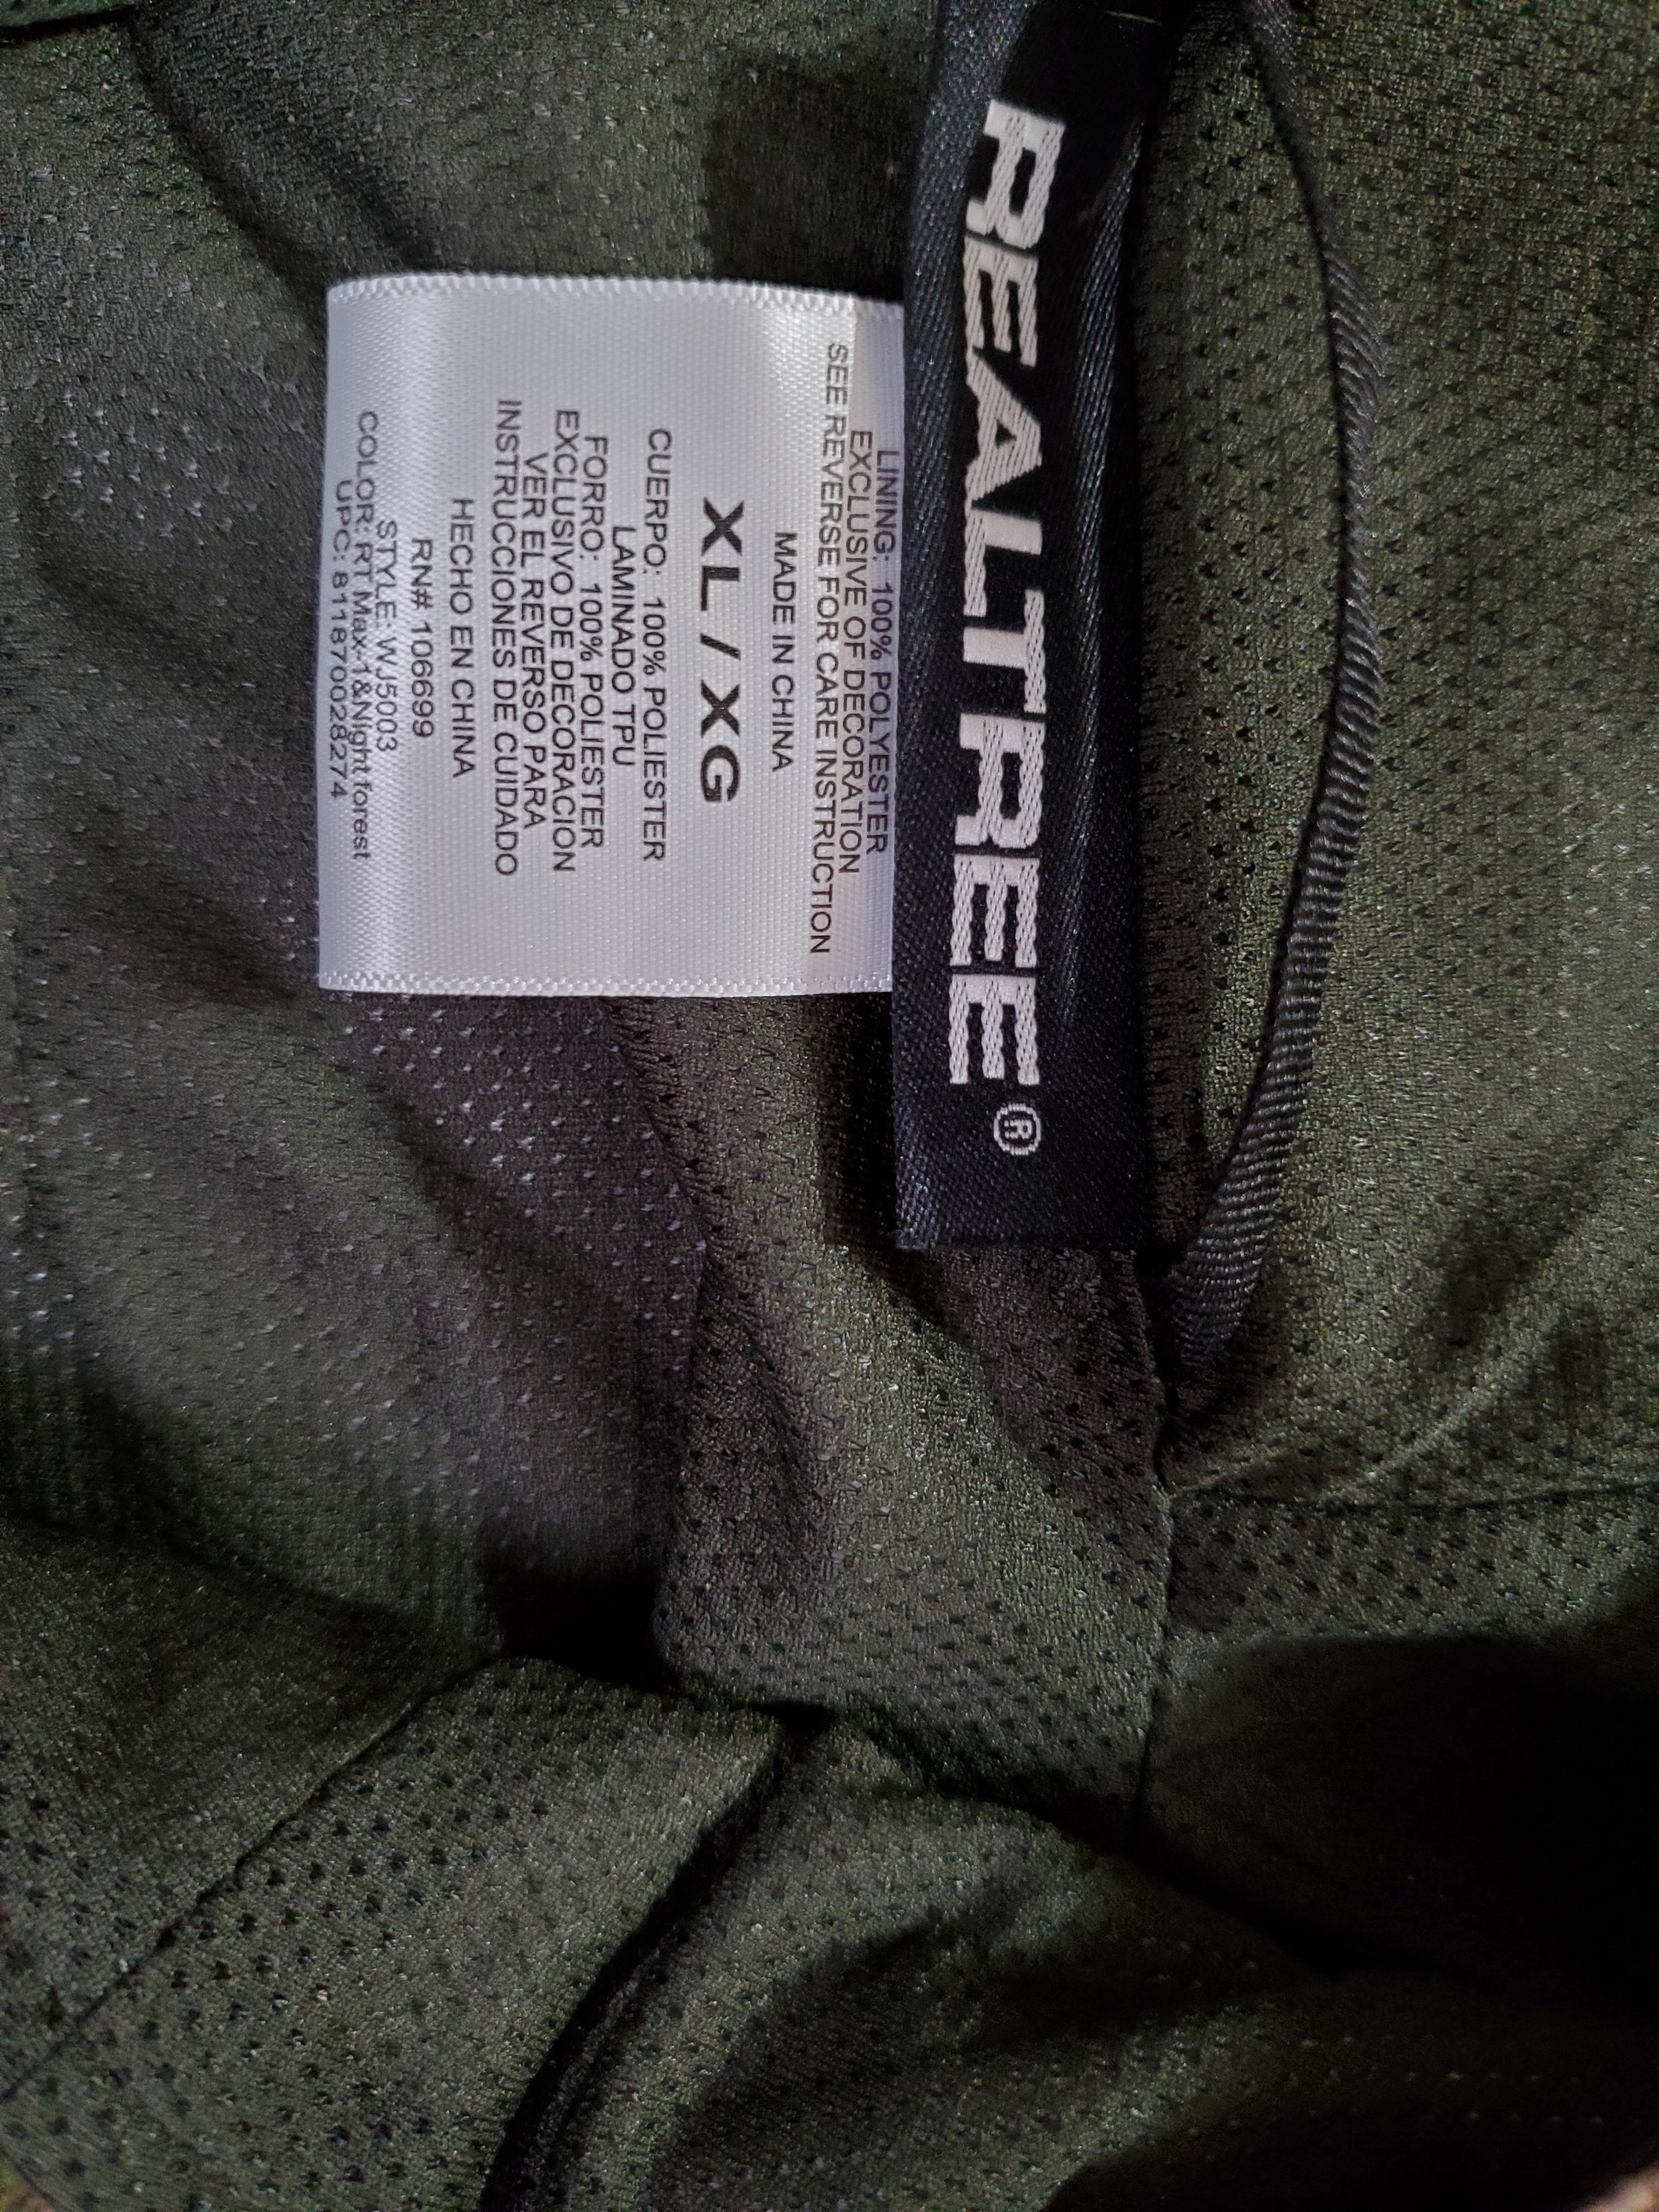 REALTREE®
LINING: 100% POLYESTER
EXCLUSIVE OF DECORATION
SEE REVERSE FOR CARE INSTRUCTION
MADE IN CHINA
XL / XG
CUERPO: 100% POLIESTER
LAMINADO TPU
FORRO: 100% POLIESTER
EXCLUSIVO DE DECORACION
VER EL REVERSO PARA
INSTRUCCIONES DE CUIDADO
HECHO EN CHINA
RN# 106699
STYLE: WJ5003
COLOR: RT Max-1&Night forest
UPC: 811870028274